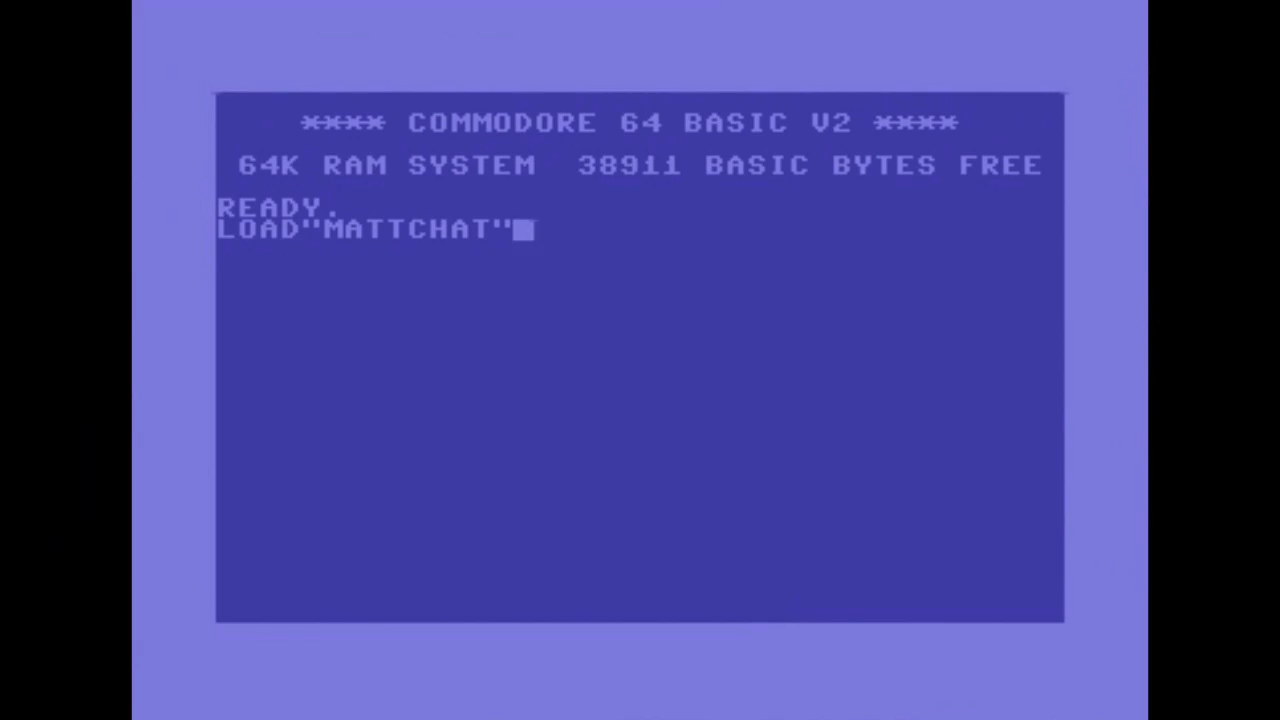 **** COMMODORE 64 BASIC V2 ****
64K RAM SYSTEM  38911 BASIC BYTES FREE
READY.
LOAD"MATTCHAT"